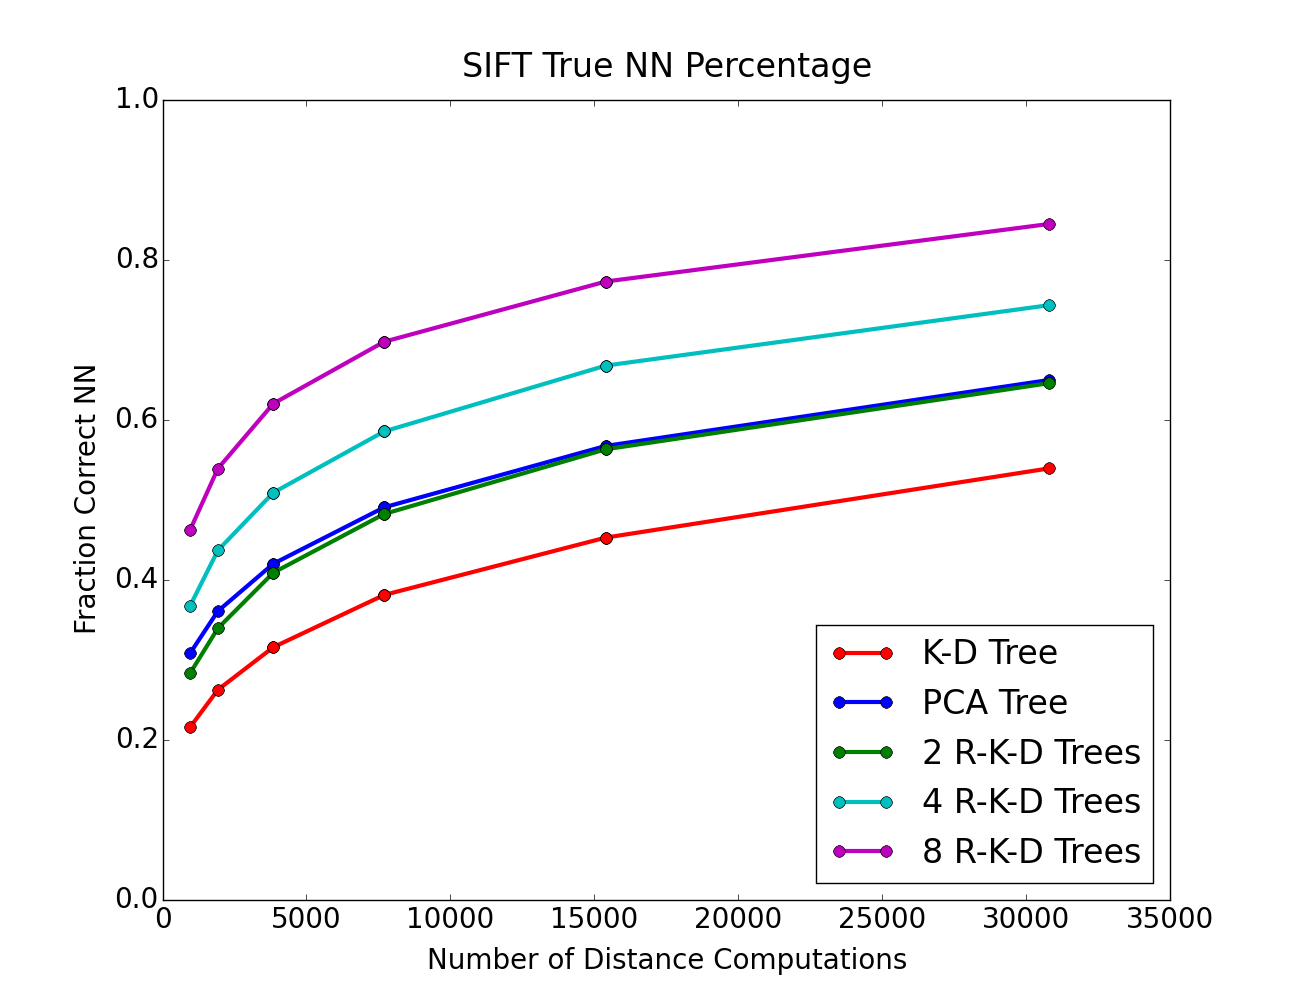 SIFT True NN Percentage
1.0
0.8
0.6
0.4
0.2
0.0
Fraction Correct NN
K-D Tree
PCA Tree
2 R-K-D Trees
4 R-K-D Trees
8 R-K-D Trees
0 5000 10000 15000 20000 25000 30000 35000
Number of Distance Computations